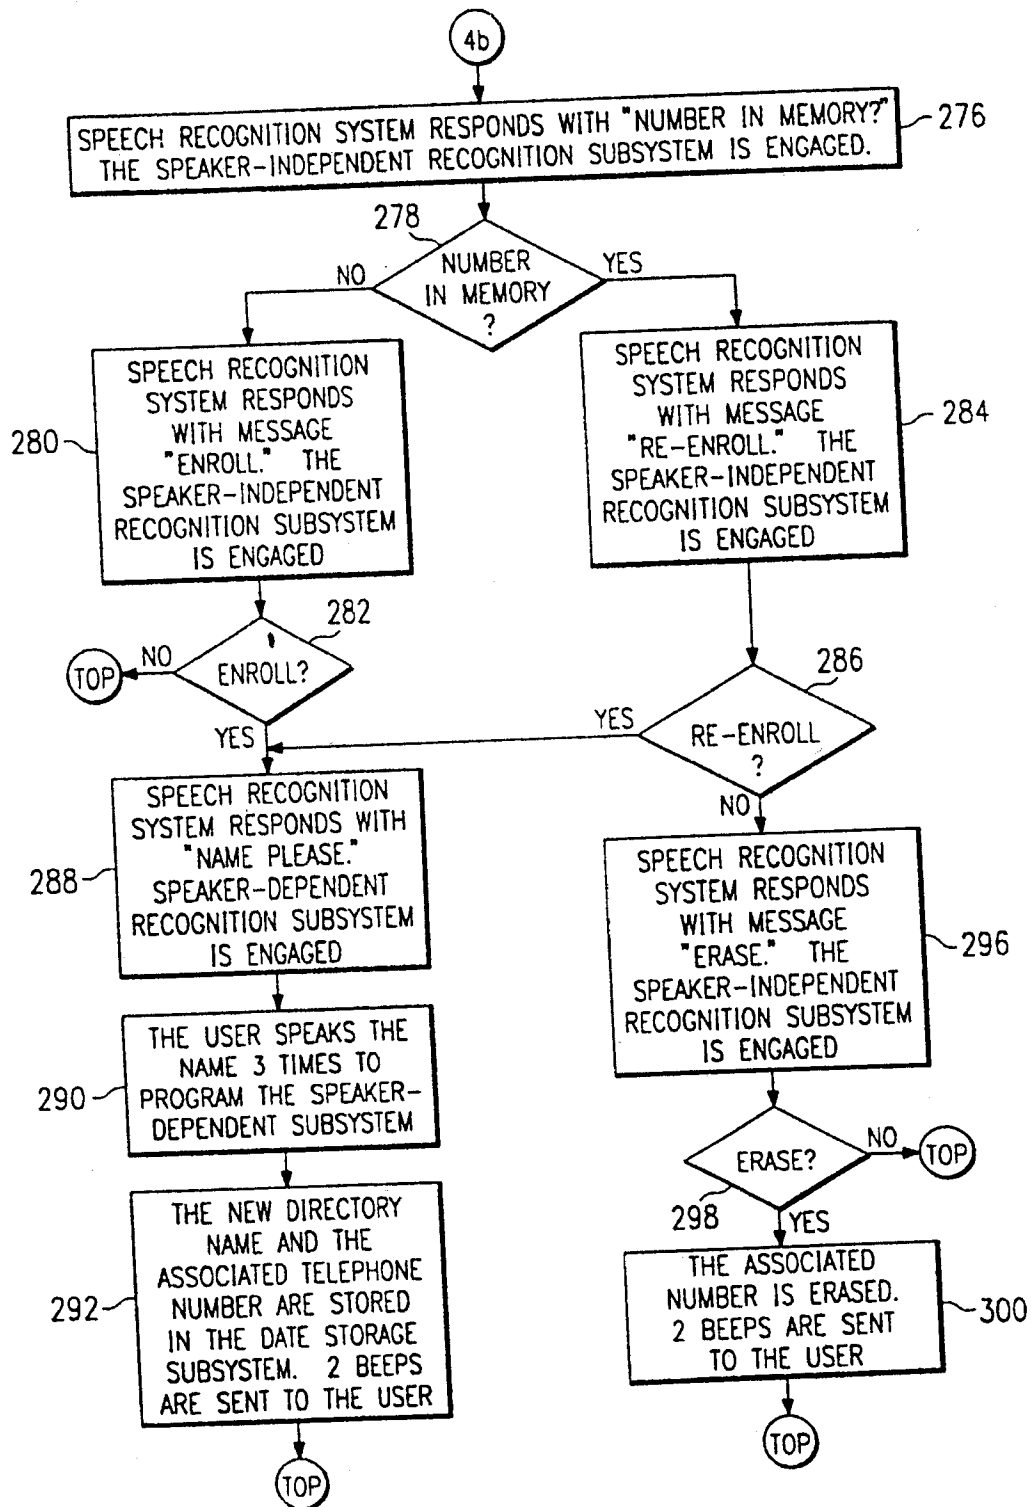 4b
SPEECH RECOGNITION SYSTEM RESPONDS WITH "NUMBER IN MEMORY?"
THE SPEAKER-INDEPENDENT RECOGNITION SUBSYSTEM IS ENGAGED.
276
278
NUMBER
IN MEMORY
?
NO
YES
SPEECH RECOGNITION
SYSTEM RESPONDS
WITH MESSAGE
"ENROLL." THE
SPEAKER-INDEPENDENT
RECOGNITION SUBSYSTEM
IS ENGAGED
280
SPEECH RECOGNITION
SYSTEM RESPONDS
WITH MESSAGE
"RE-ENROLL." THE
SPEAKER-INDEPENDENT
RECOGNITION SUBSYSTEM
IS ENGAGED
284
282
ENROLL?
NO
TOP
YES
286
RE-ENROLL
?
YES
NO
SPEECH RECOGNITION
SYSTEM RESPONDS WITH
"NAME PLEASE."
SPEAKER-DEPENDENT
RECOGNITION SUBSYSTEM
IS ENGAGED
288
SPEECH RECOGNITION
SYSTEM RESPONDS
WITH MESSAGE
"ERASE." THE
SPEAKER-INDEPENDENT
RECOGNITION SUBSYSTEM
IS ENGAGED
296
THE USER SPEAKS THE
NAME 3 TIMES TO
PROGRAM THE SPEAKER-
DEPENDENT SUBSYSTEM
290
ERASE?
NO
TOP
298
YES
THE NEW DIRECTORY
NAME AND THE
ASSOCIATED TELEPHONE
NUMBER ARE STORED
IN THE DATE STORAGE
SUBSYSTEM. 2 BEEPS
ARE SENT TO THE USER
292
THE ASSOCIATED
NUMBER IS ERASED.
2 BEEPS ARE SENT
TO THE USER
300
TOP
TOP